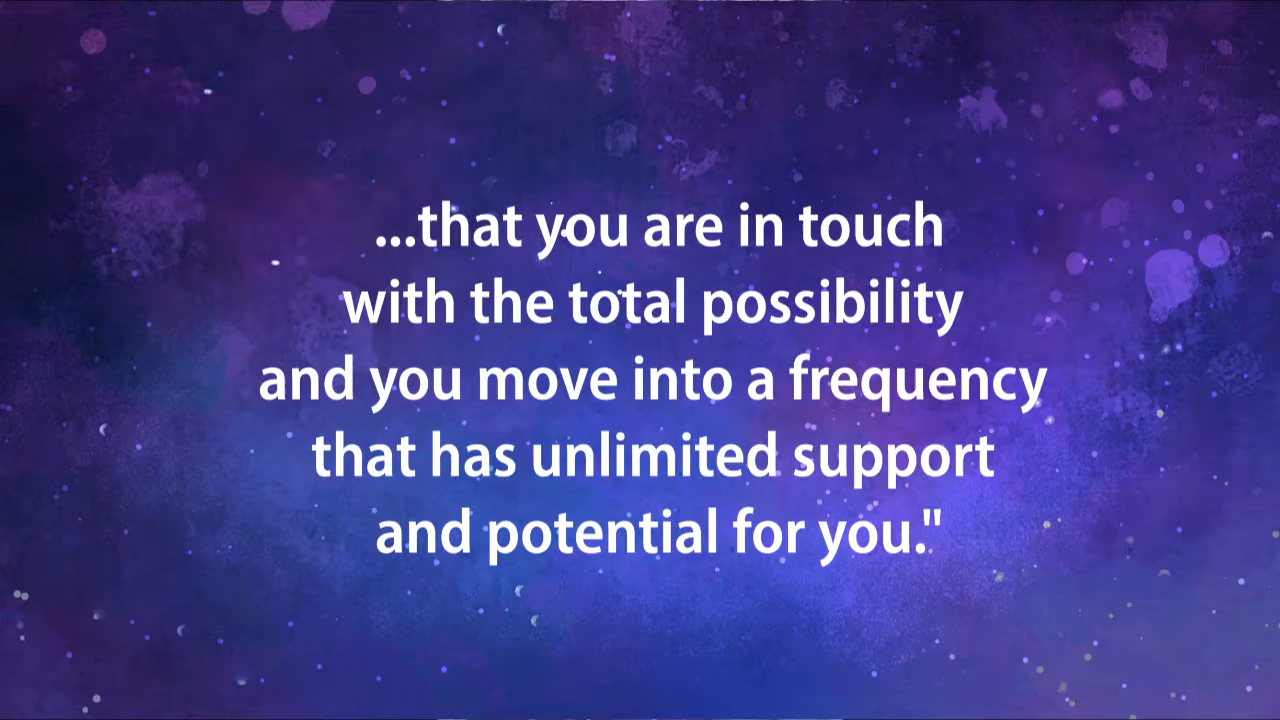 ...that you are in touch
with the total possibility
and you move into a frequency
that has unlimited support
and potential for you."